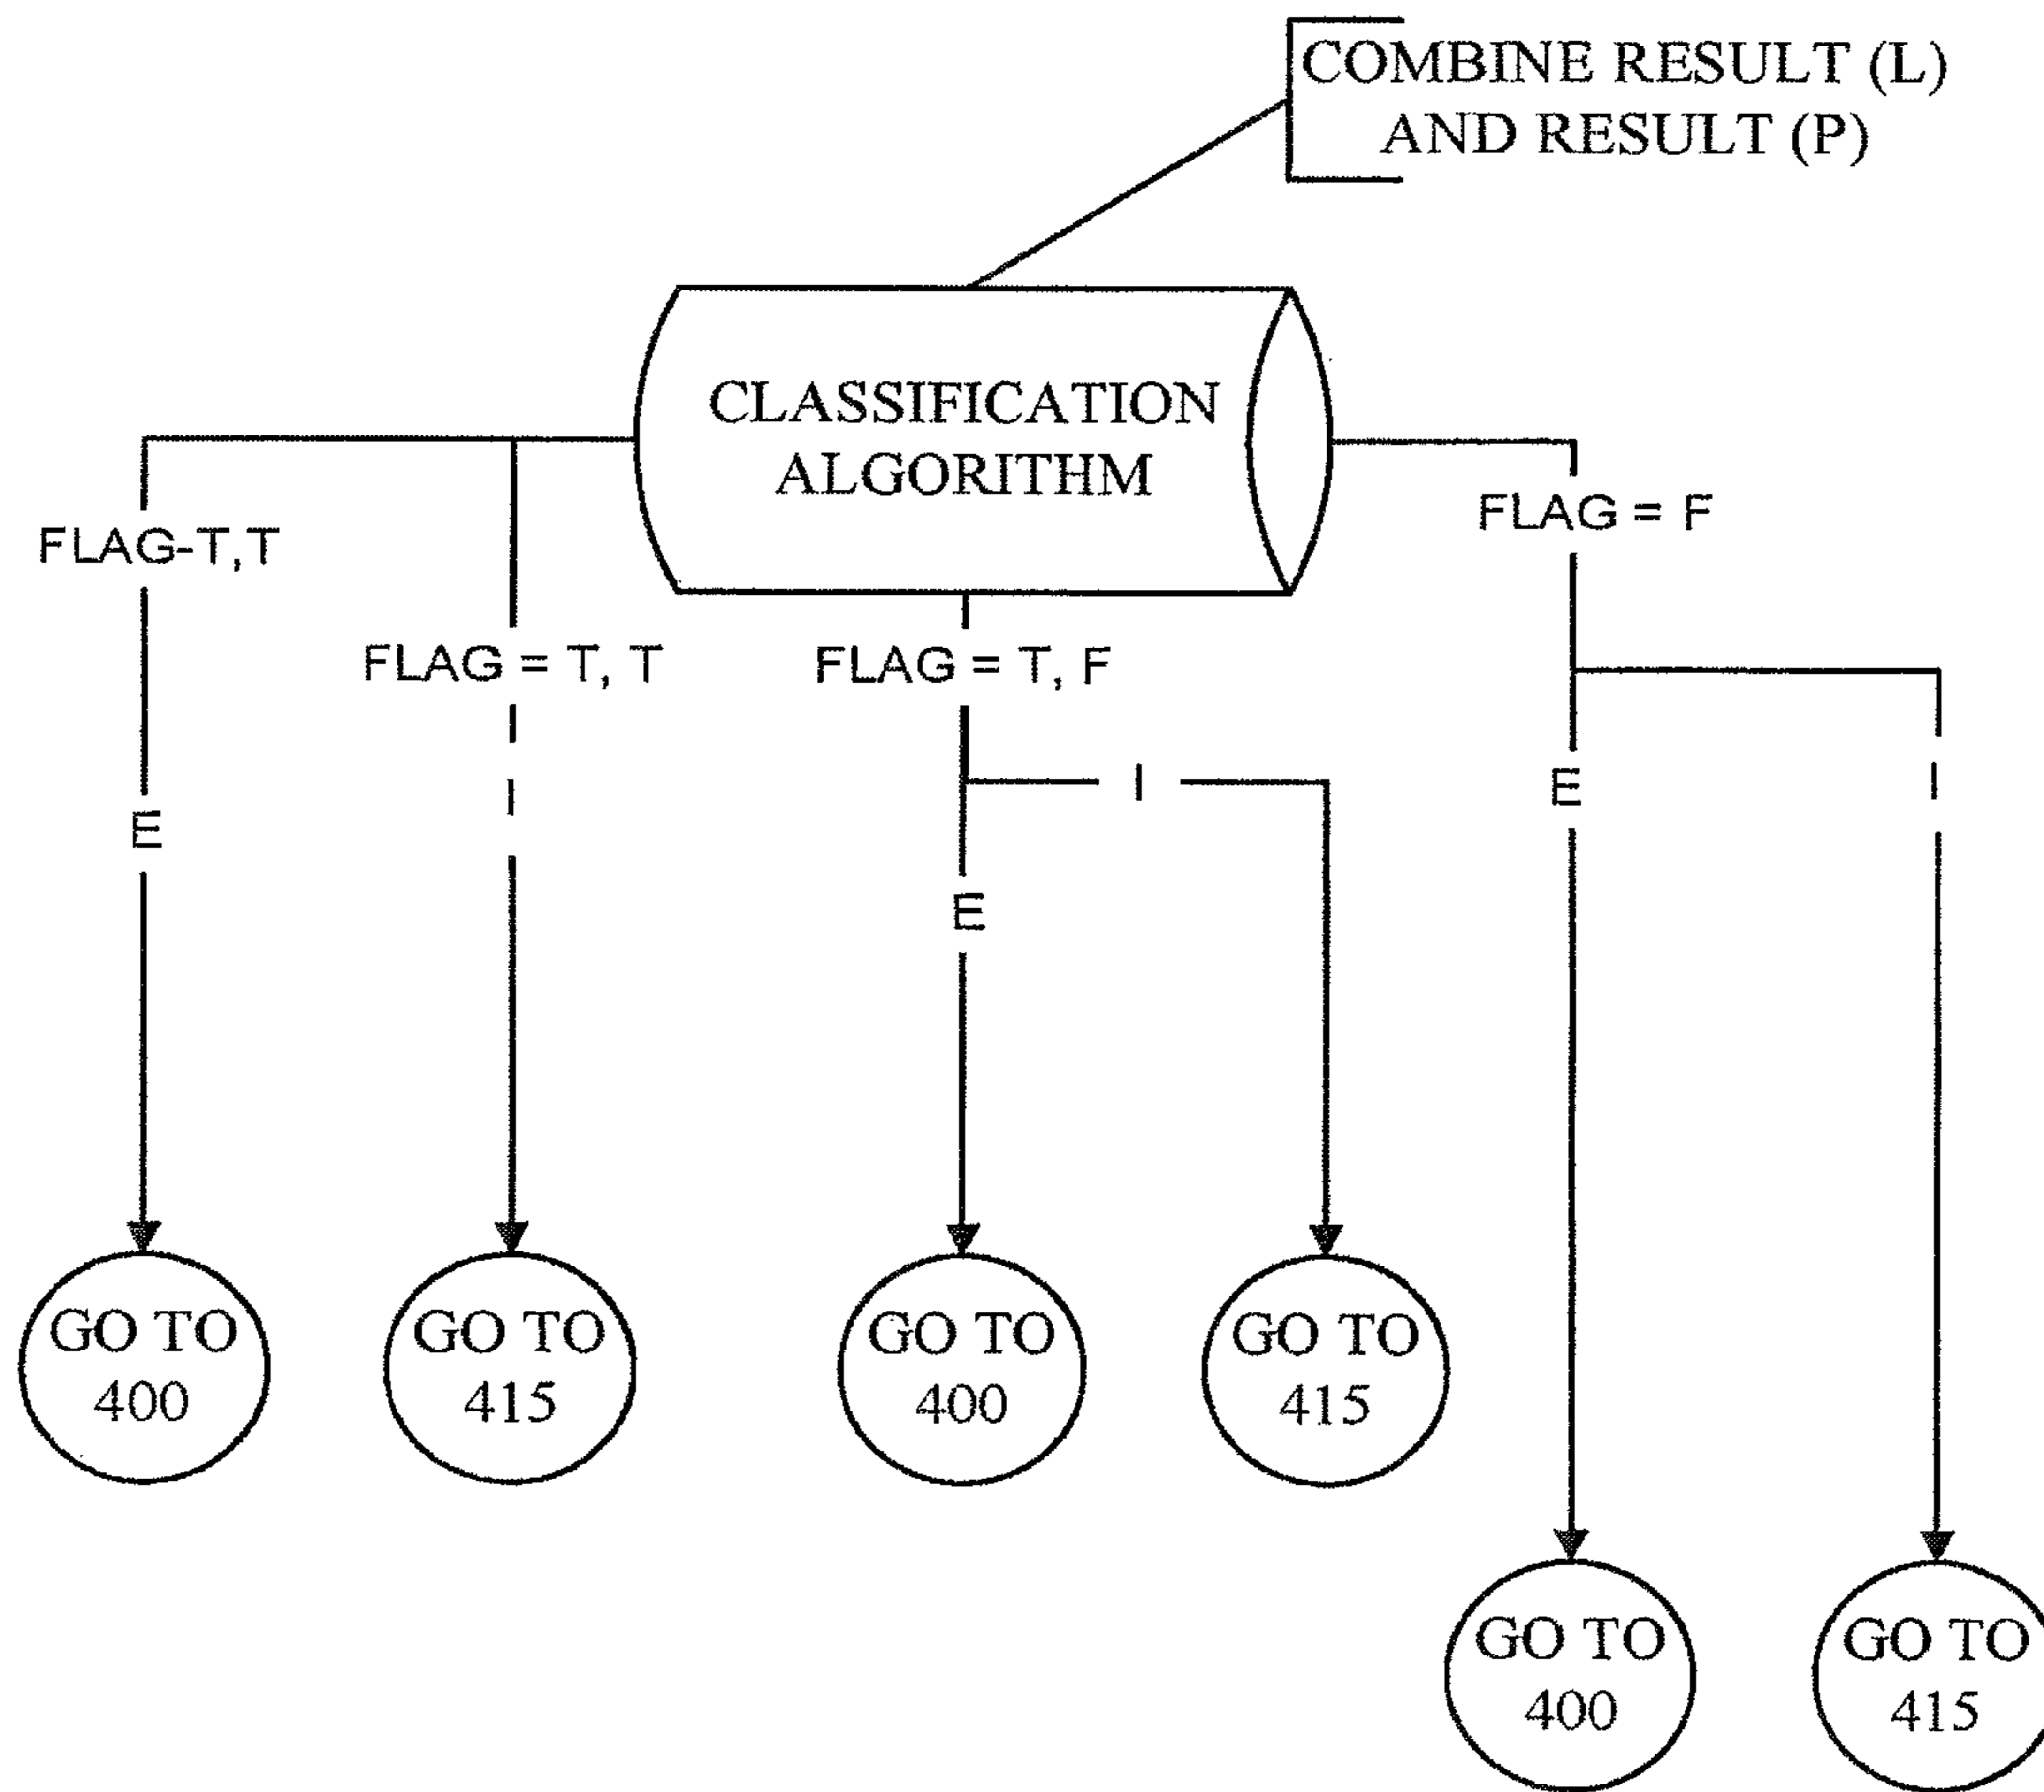 COMBINE RESULT (L)
AND RESULT (P)
CLASSIFICATION
ALGORITHM
FLAG-T,T
FLAG = T, T
FLAG = T, F
FLAG = F
E
I
E
I
E
I
GO TO
400
GO TO
415
GO TO
400
GO TO
415
GO TO
400
GO TO
415